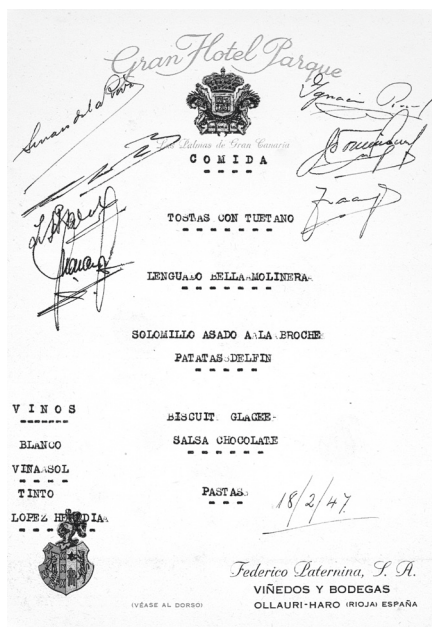 Gran Hotel Parque
Las Palmas de Gran Canaria
COMIDA
TOSTAS CON TUETANO
LENGUADO BELLA MOLINERA
SOLOMILLO ASADO A LA BROCHE
PATATAS DELFIN
BISCUIT GLACEE
SALSA CHOCOLATE
PASTAS
VINOS
BLANCO
VINA SOL
TINTO
LOPEZ HEREDIA
18/2/47
(VÉASE AL DORSO)
Federico Paternina, S. A.
VIÑEDOS Y BODEGAS
OLLAURI-HARO (RIOJA) ESPAÑA